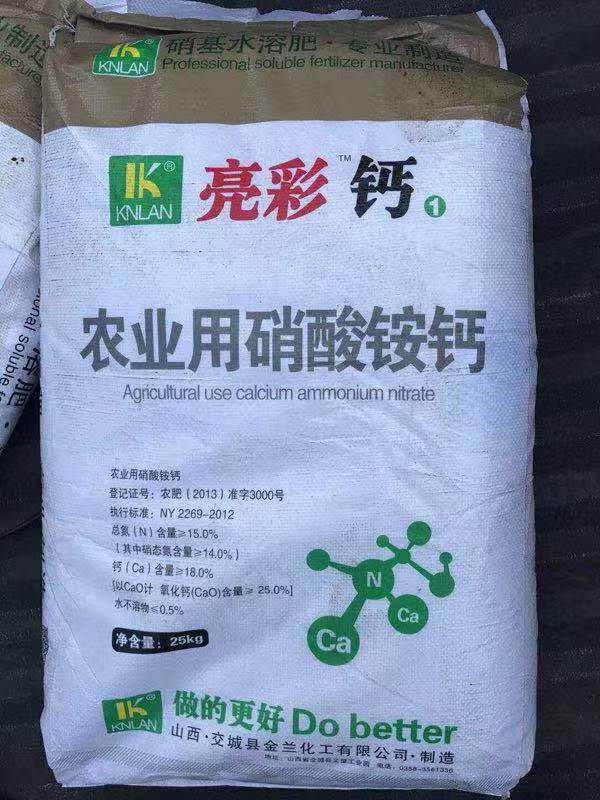 KNLAN
硝基水溶肥·专业制造
Professional soluble fertilizer manufacturer
KNLAN®
亮彩™钙1
农业用硝酸铵钙
Agricultural use calcium ammonium nitrate
农业用硝酸铵钙
登记证号：农肥（2013）准字3000号
执行标准：NY 2269-2012
总氮（N）含量≥15.0%
（其中硝态氮含量≥14.0%）
钙（Ca）含量≥18.0%
[以CaO计 氧化钙(CaO)含量≥ 25.0%]
水不溶物≤0.5%
净含量：25kg
N
Ca
Ca
KNLAN®
做的更好 Do better
山西·交城县金兰化工有限公司·制造